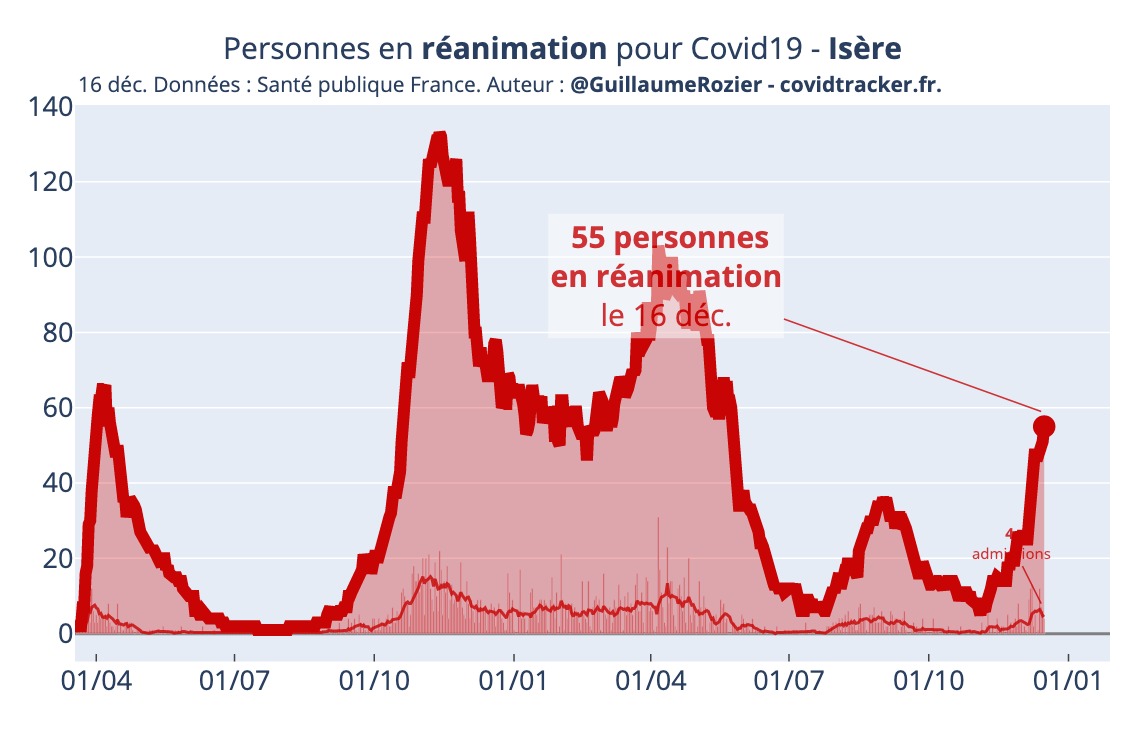 Personnes en réanimation pour Covid19 - Isère
16 déc. Données : Santé publique France. Auteur : @GuillaumeRozier - covidtracker.fr.
140
120
100
80
60
40
20
0
55 personnes
en réanimation
le 16 déc.
admissions
01/04
01/07
01/10
01/01
01/04
01/07
01/10
01/01